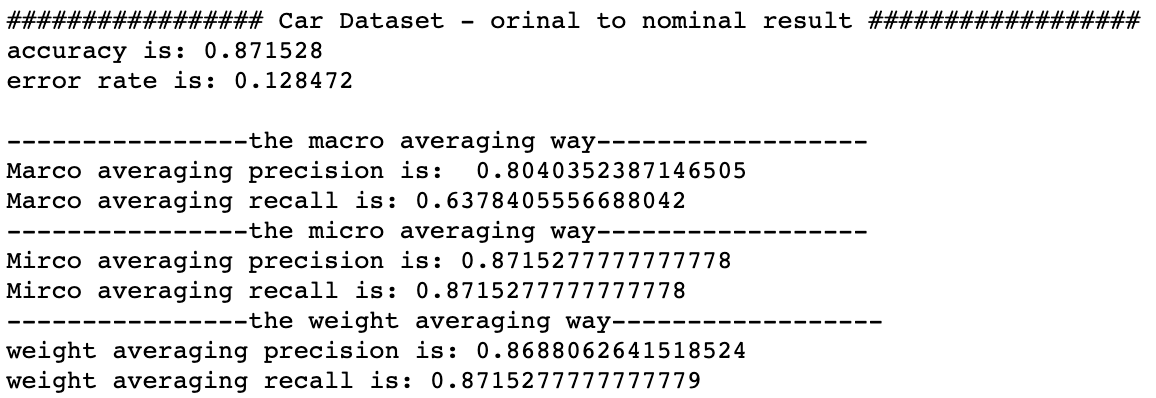 ################# Car Dataset - orinal to nominal result ##################
accuracy is: 0.871528
error rate is: 0.128472
----------------the macro averaging way------------------
Marco averaging precision is:  0.8040352387146505
Marco averaging recall is: 0.6378405556688042
----------------the micro averaging way------------------
Mirco averaging precision is: 0.8715277777777778
Mirco averaging recall is: 0.8715277777777778
----------------the weight averaging way------------------
weight averaging precision is: 0.8688062641518524
weight averaging recall is: 0.8715277777777779